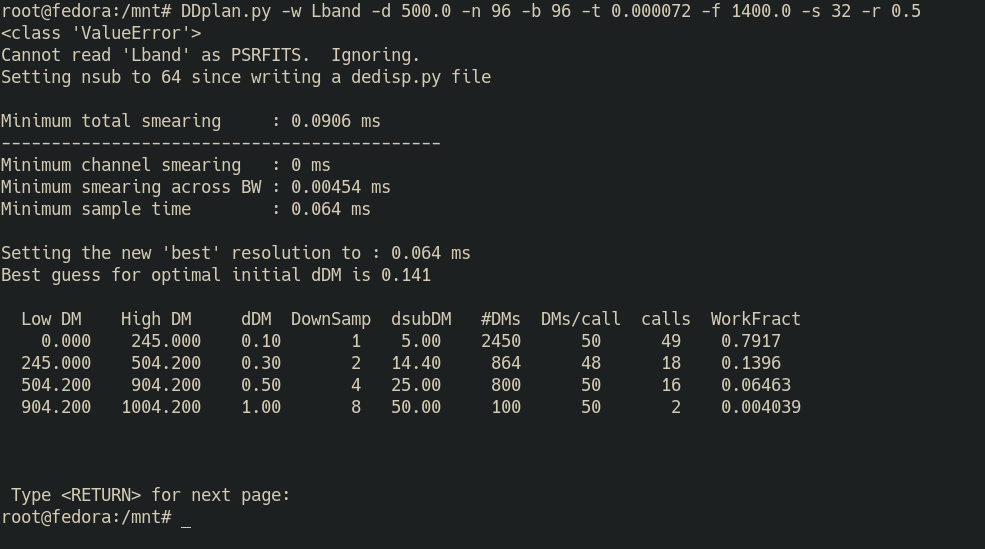 root@fedora:/mnt# DDplan.py -w Lband -d 500.0 -n 96 -b 96 -t 0.000072 -f 1400.0 -s 32 -r 0.5
<class 'ValueError'>
Cannot read 'Lband' as PSRFITS.  Ignoring.
Setting nsub to 64 since writing a dedisp.py file

Minimum total smearing     : 0.0906 ms
--------------------------------------------
Minimum channel smearing   : 0 ms
Minimum smearing across BW : 0.00454 ms
Minimum sample time        : 0.064 ms

Setting the new 'best' resolution to : 0.064 ms
Best guess for optimal initial dDM is 0.141

  Low DM    High DM     dDM  DownSamp  dsubDM   #DMs  DMs/call  calls  WorkFract
    0.000    245.000    0.10       1    5.00    2450      50      49    0.7917
  245.000    504.200    0.30       2   14.40     864      48      18    0.1396
  504.200    904.200    0.50       4   25.00     800      50      16    0.06463
  904.200   1004.200    1.00       8   50.00     100      50       2    0.004039

 Type <RETURN> for next page:
root@fedora:/mnt# _